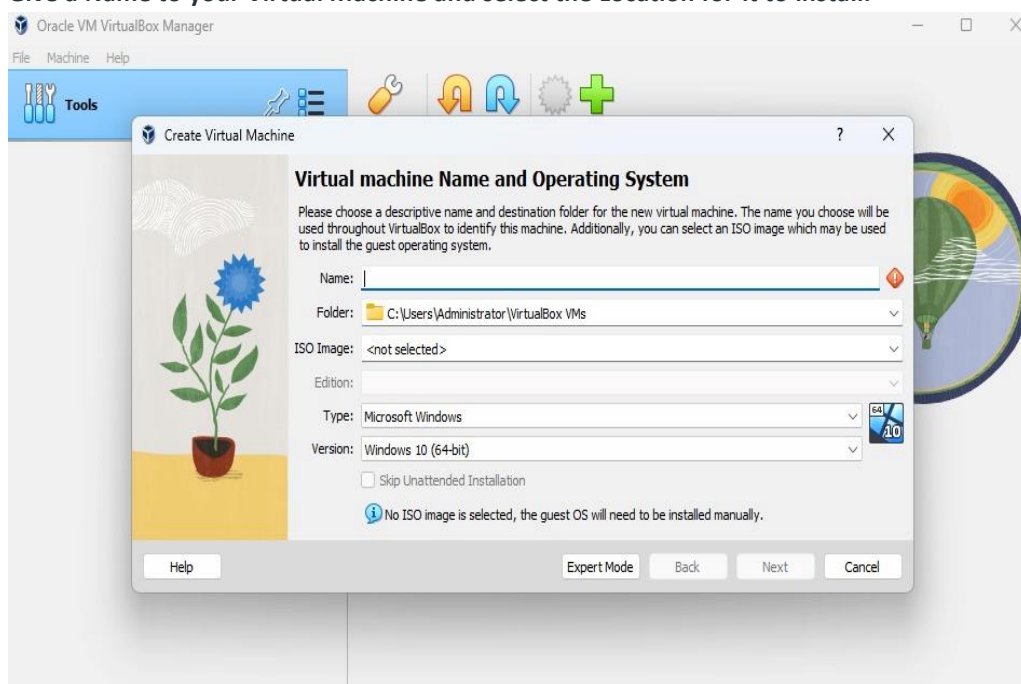 Give a Name to your Virtual Machine and select the Location for it to install
Oracle VM VirtualBox Manager
File Machine Help
Tools
Create Virtual Machine
?
Virtual machine Name and Operating System
Please choose a descriptive name and destination folder for the new virtual machine. The name you choose will be
used throughout VirtualBox to identify this machine. Additionally, you can select an ISO image which may be used
to install the guest operating system.
Name:
Folder: C:\Users\Administrator\VirtualBox VMs
ISO Image: <not selected>
Edition:
Type: Microsoft Windows
64
10
Version: Windows 10 (64-bit)
Skip Unattended Installation
No ISO image is selected, the guest OS will need to be installed manually.
Help Expert Mode Back Next Cancel